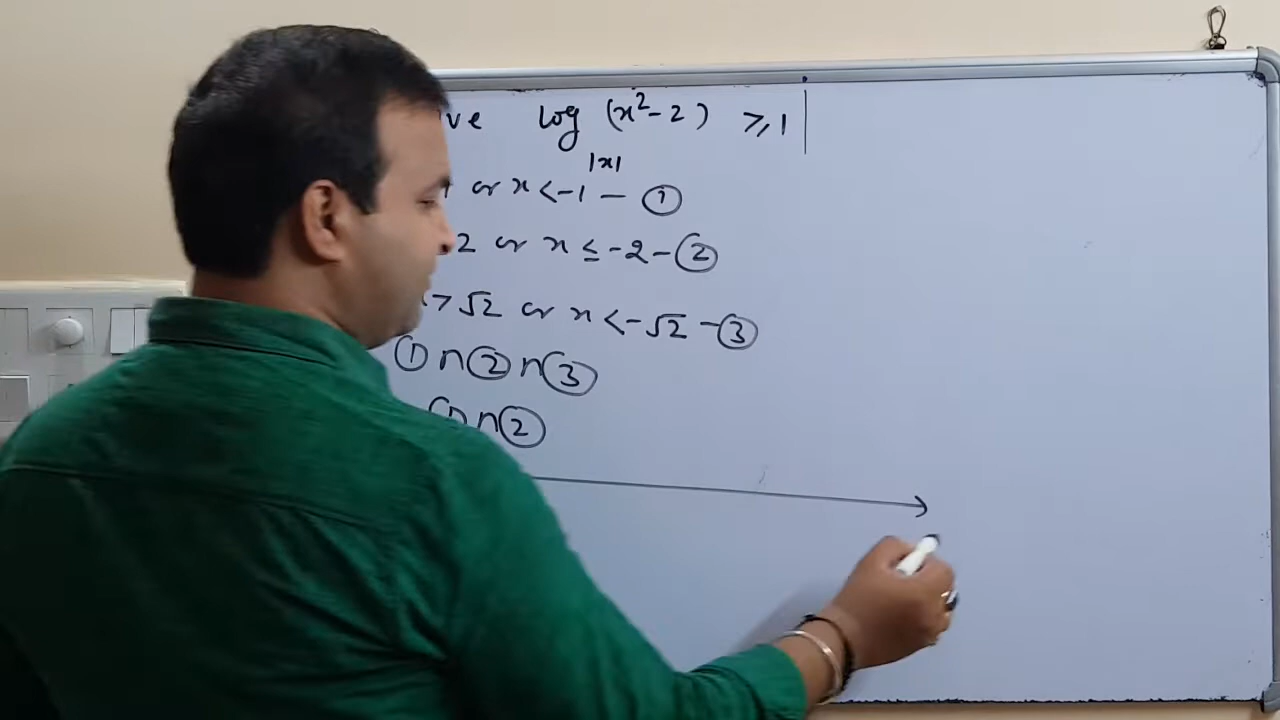 ve log (x²-2) ⩾ 1
|x|
or x < -1 - ①
2 or x ≤ -2 - ②
> √2 or x < -√2 - ③
① ∩ ② ∩ ③
① ∩ ②